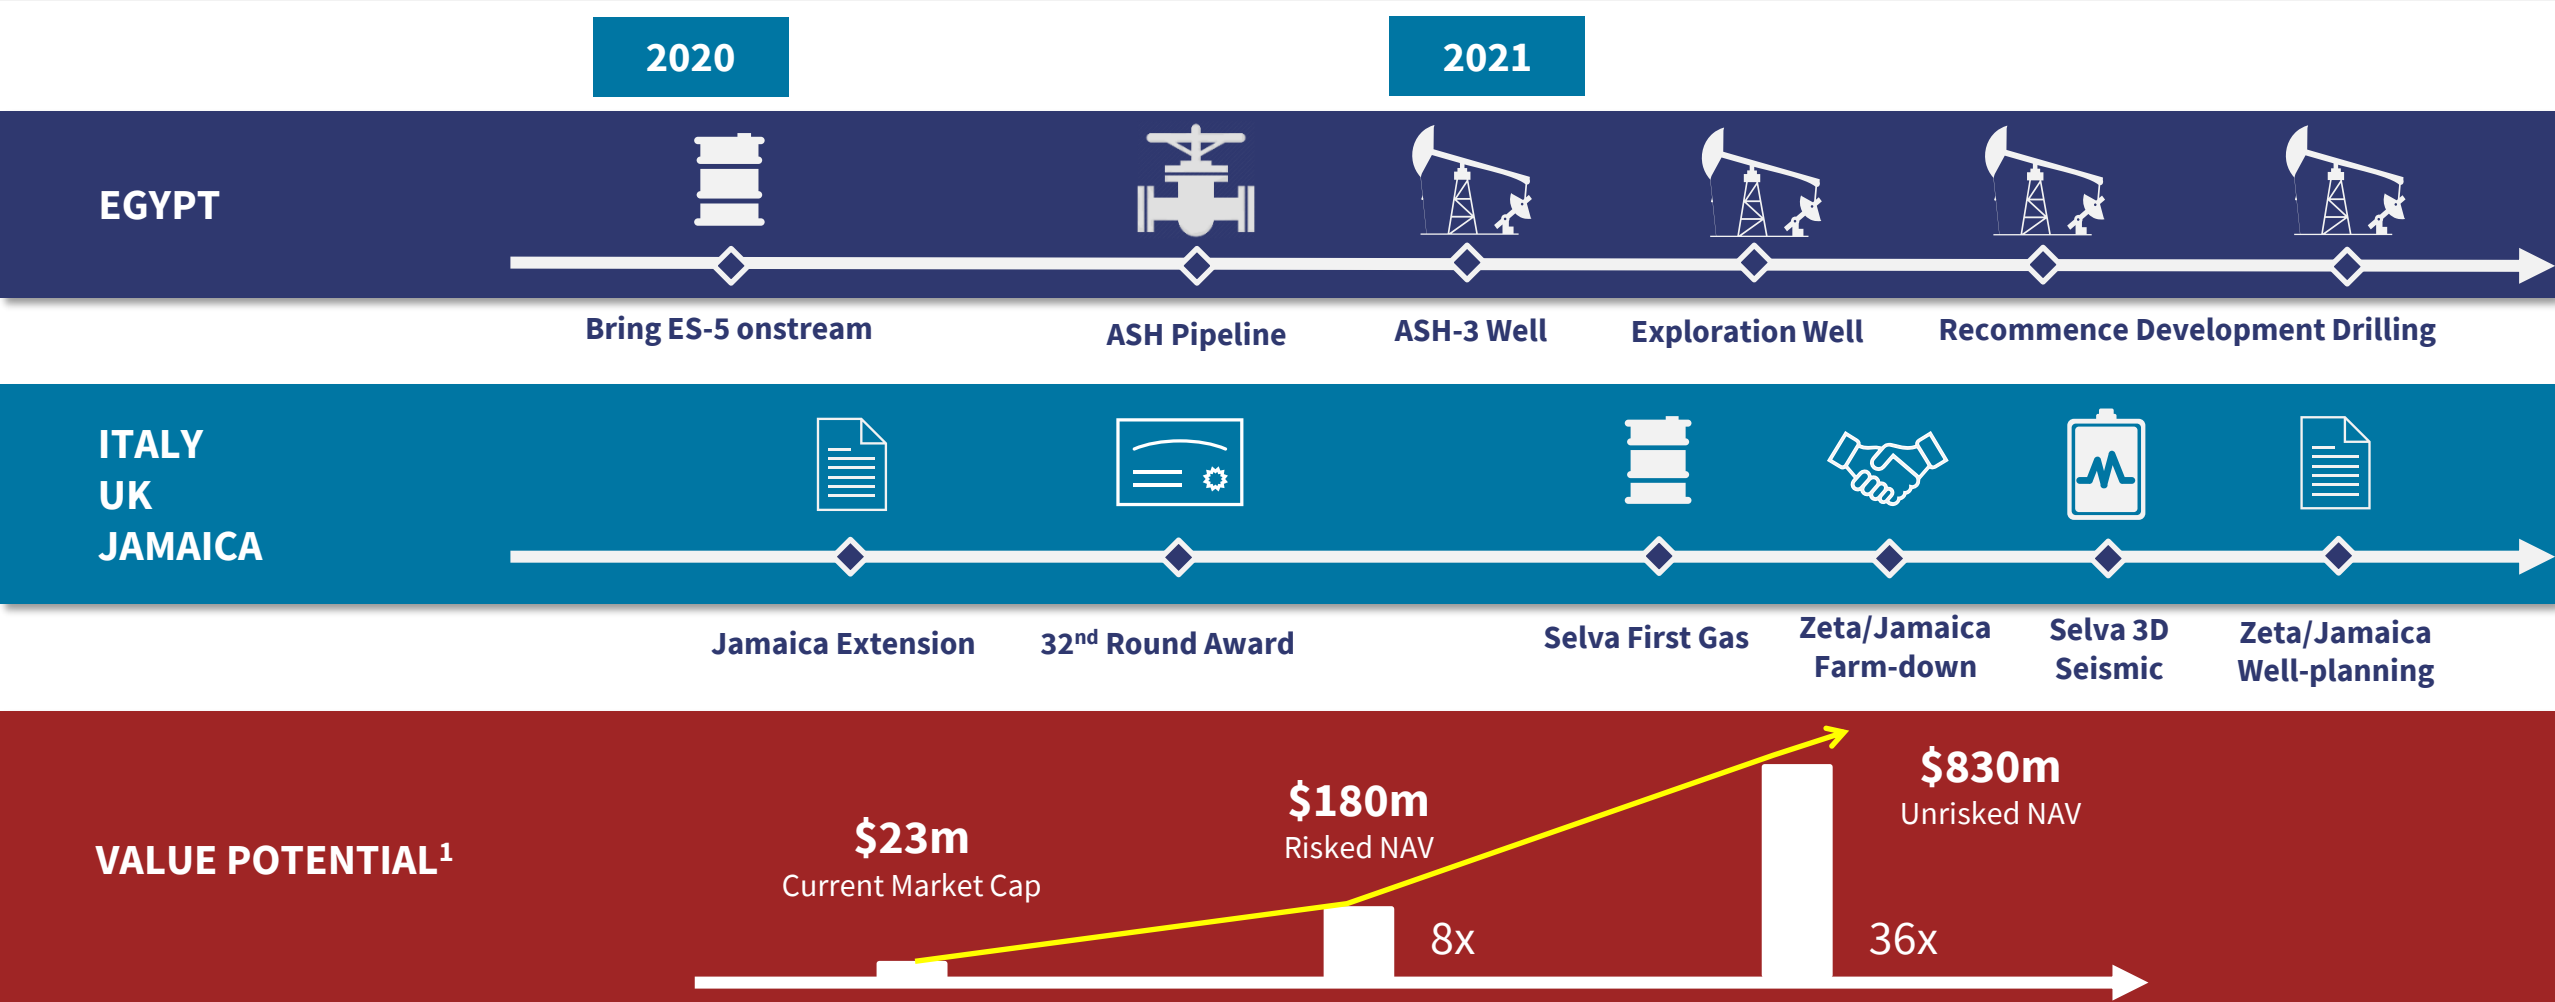 2020
2021
EGYPT
Bring ES-5 onstream
ASH Pipeline
ASH-3 Well
Exploration Well
Recommence Development Drilling
ITALY
UK
JAMAICA
Jamaica Extension
32nd Round Award
Selva First Gas
Zeta/Jamaica
Farm-down
Selva 3D
Seismic
Zeta/Jamaica
Well-planning
VALUE POTENTIAL1
$23m
Current Market Cap
$180m
Risked NAV
8x
$830m
Unrisked NAV
36x